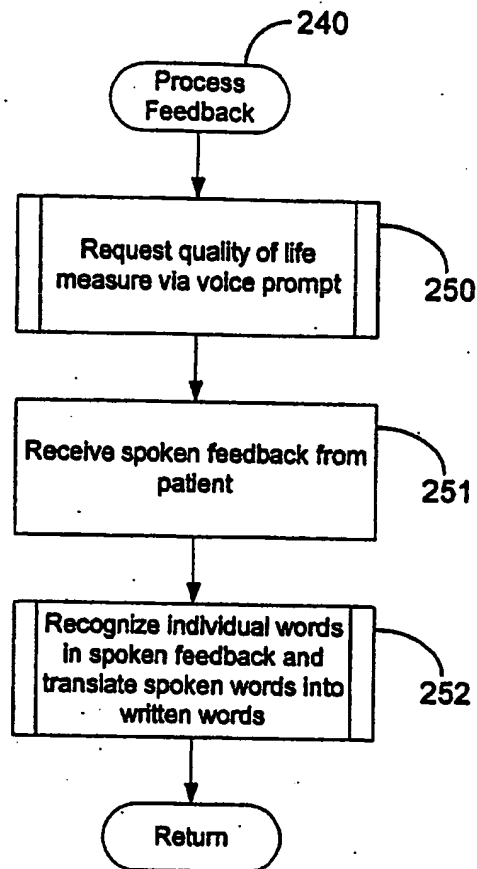 240
Process
Feedback
Request quality of life
measure via voice prompt
250
Receive spoken feedback from
patient
251
Recognize individual words
in spoken feedback and
translate spoken words into
written words
252
Return